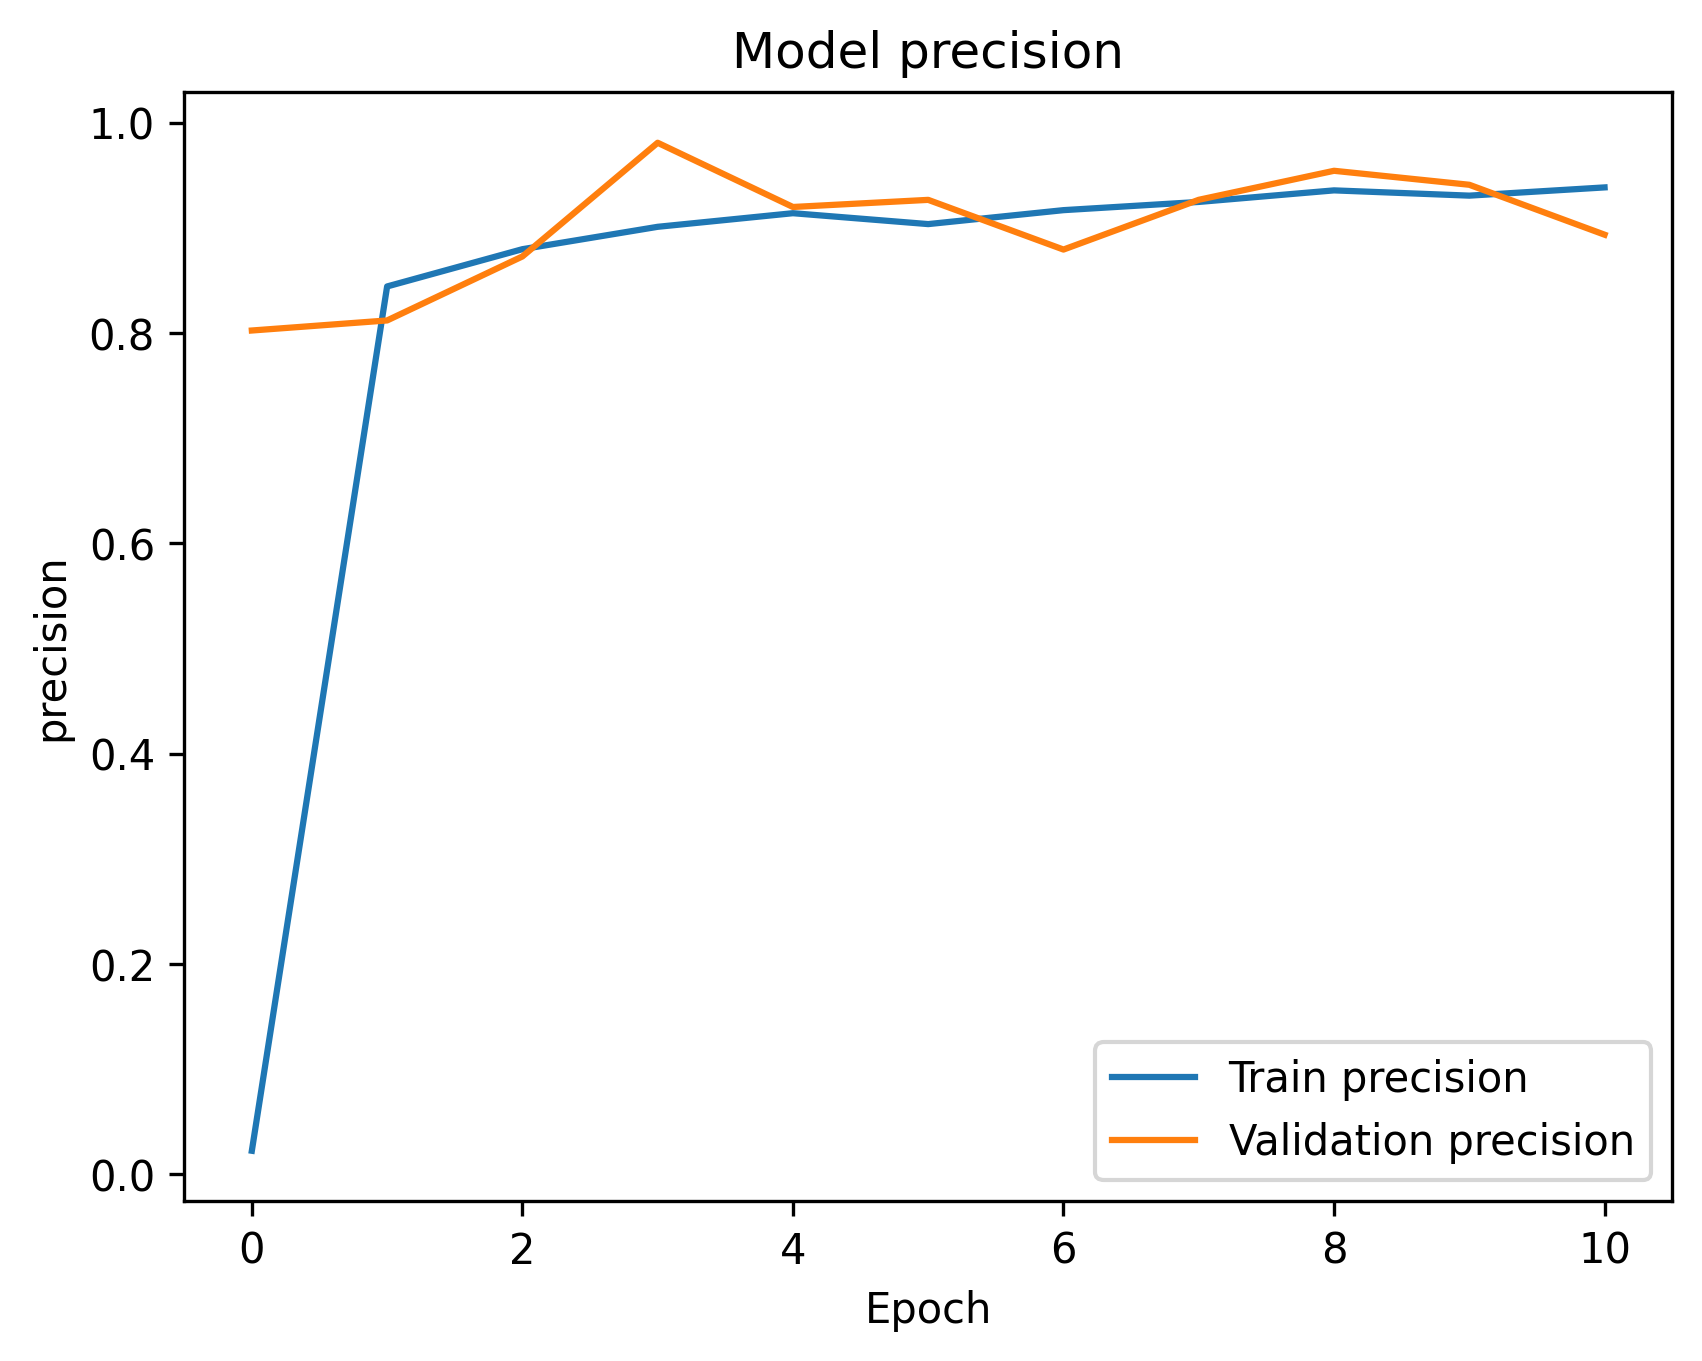 Model precision
1.0
0.8
0.6
0.4
0.2
0.0
precision
Train precision
Validation precision
0 2 4 6 8 10
Epoch